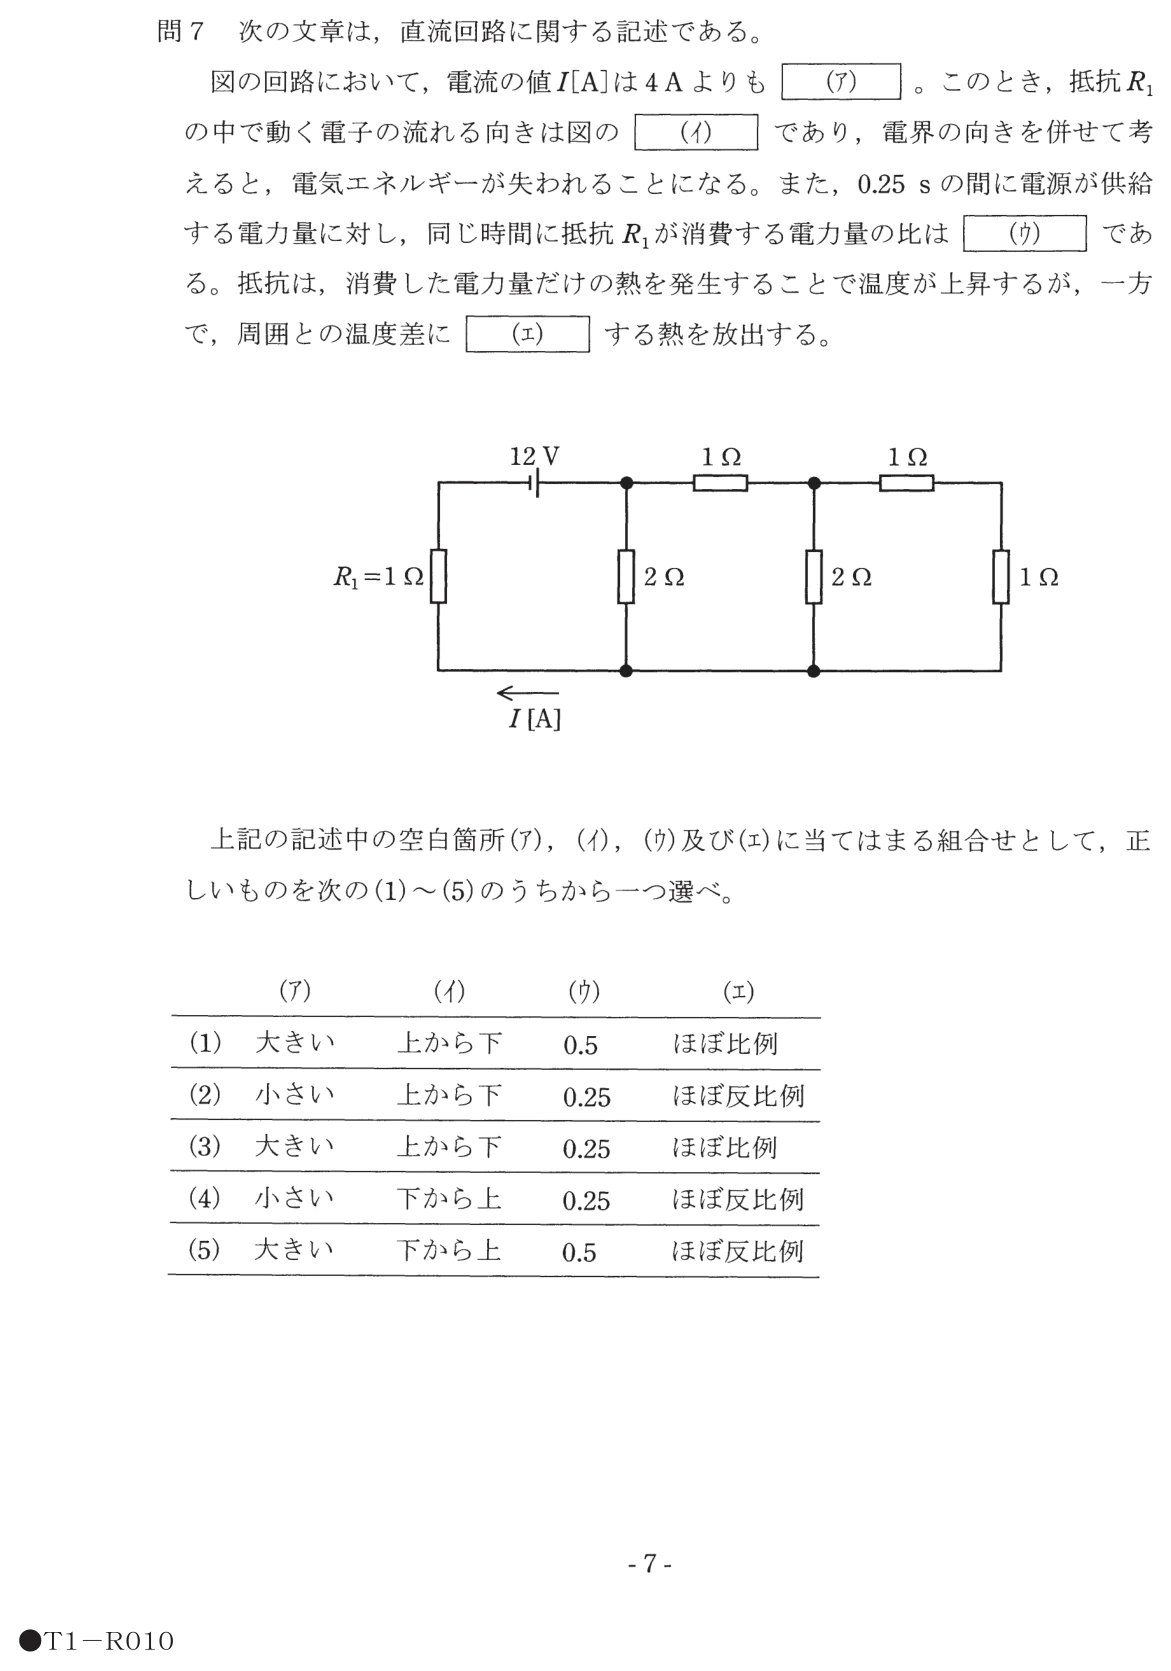 問7 次の文章は,直流回路に関する記述である。
図の回路において,電流の値I[A]は4Aよりも (ア) 。このとき,抵抗R₁
の中で動く電子の流れる向きは図の (イ) であり,電界の向きを併せて考
えると,電気エネルギーが失われることになる。また,0.25 sの間に電源が供給
する電力量に対し,同じ時間に抵抗R₁が消費する電力量の比は (ウ) であ
る。抵抗は,消費した電力量だけの熱を発生することで温度が上昇するが,一方
で,周囲との温度差に (エ) する熱を放出する。
12 V 1 Ω 1 Ω
R₁=1 Ω 2 Ω 2 Ω 1 Ω
I [A]
上記の記述中の空白箇所(ア),(イ),(ウ)及び(エ)に当てはまる組合せとして,正
しいものを次の(1)~(5)のうちから一つ選べ。
(ア) (イ) (ウ) (エ)
(1) 大きい 上から下 0.5 ほぼ比例
(2) 小さい 上から下 0.25 ほぼ反比例
(3) 大きい 上から下 0.25 ほぼ比例
(4) 小さい 下から上 0.25 ほぼ反比例
(5) 大きい 下から上 0.5 ほぼ反比例
- 7 -
●T1-R010